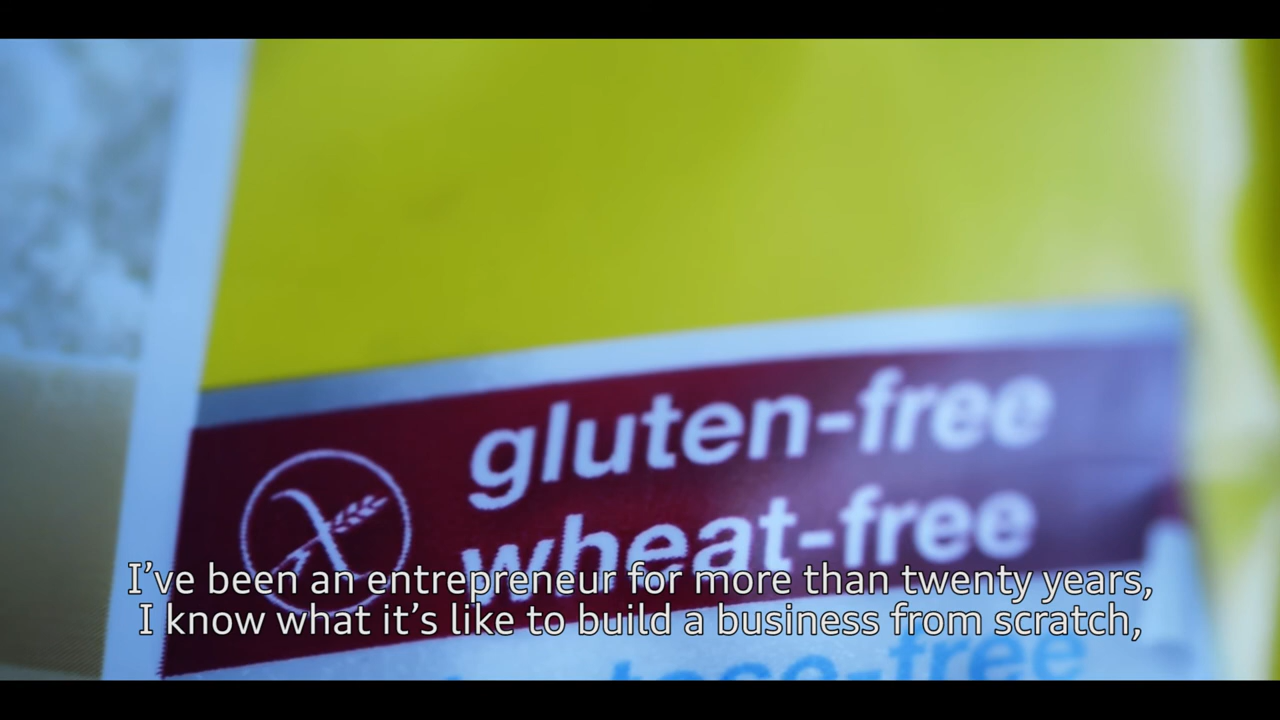 gluten-free
wheat-free
I've been an entrepreneur for more than twenty years,
I know what it's like to build a business from scratch,